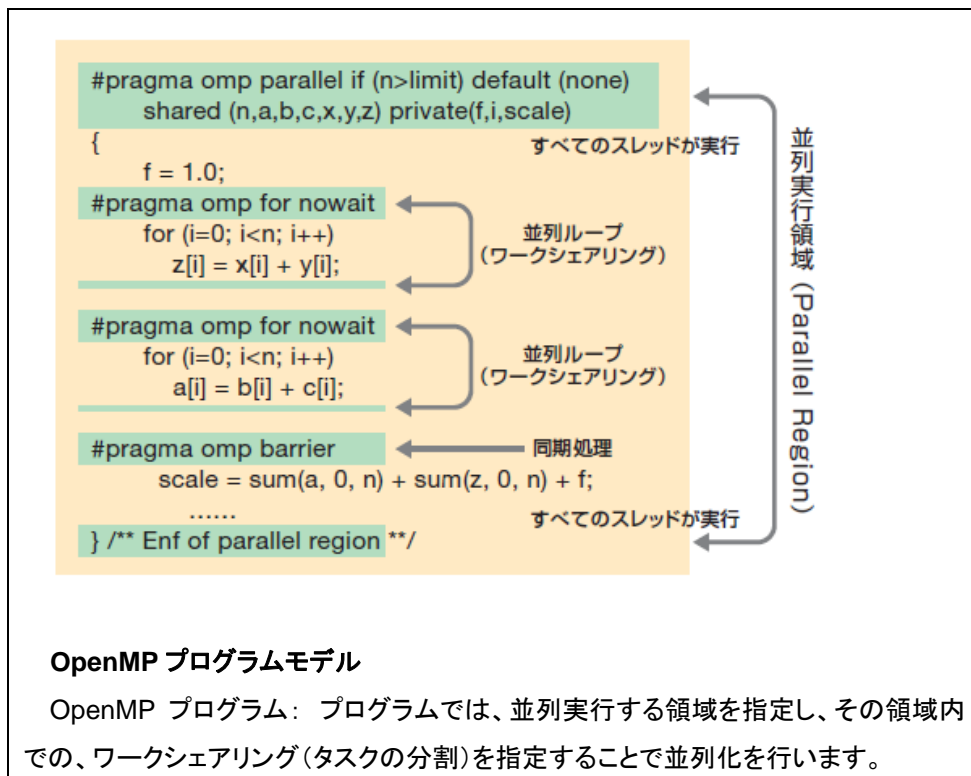 #pragma omp parallel if (n>limit) default (none)
shared (n,a,b,c,x,y,z) private(f,i,scale)
{
すべてのスレッドが実行
f = 1.0;
#pragma omp for nowait
for (i=0; i<n; i++)
z[i] = x[i] + y[i];
並列ループ
（ワークシェアリング）
#pragma omp for nowait
for (i=0; i<n; i++)
a[i] = b[i] + c[i];
並列ループ
（ワークシェアリング）
#pragma omp barrier
同期処理
scale = sum(a, 0, n) + sum(z, 0, n) + f;
......
すべてのスレッドが実行
} /** Enf of parallel region **/
並列実行領域（Parallel Region）
OpenMP プログラムモデル
OpenMP プログラム： プログラムでは、並列実行する領域を指定し、その領域内
での、ワークシェアリング（タスクの分割）を指定することで並列化を行います。